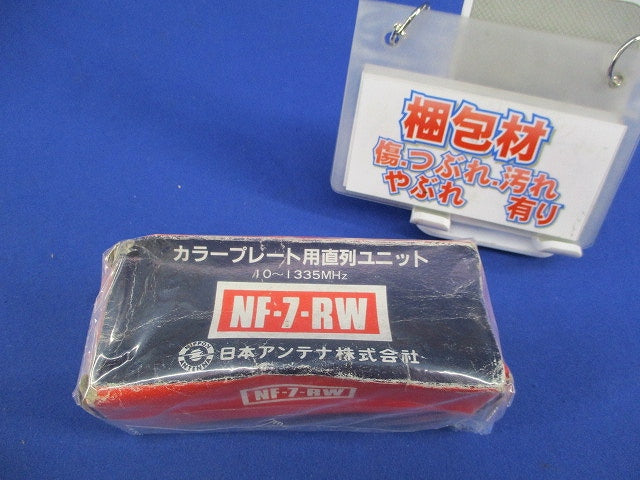 梱包材
傷.つぶれ.汚れ
やぶれ 有り
カラープレート用直列ユニット
10〜1335MHz
NF-7-RW
日本アンテナ株式会社
NF-7-RW